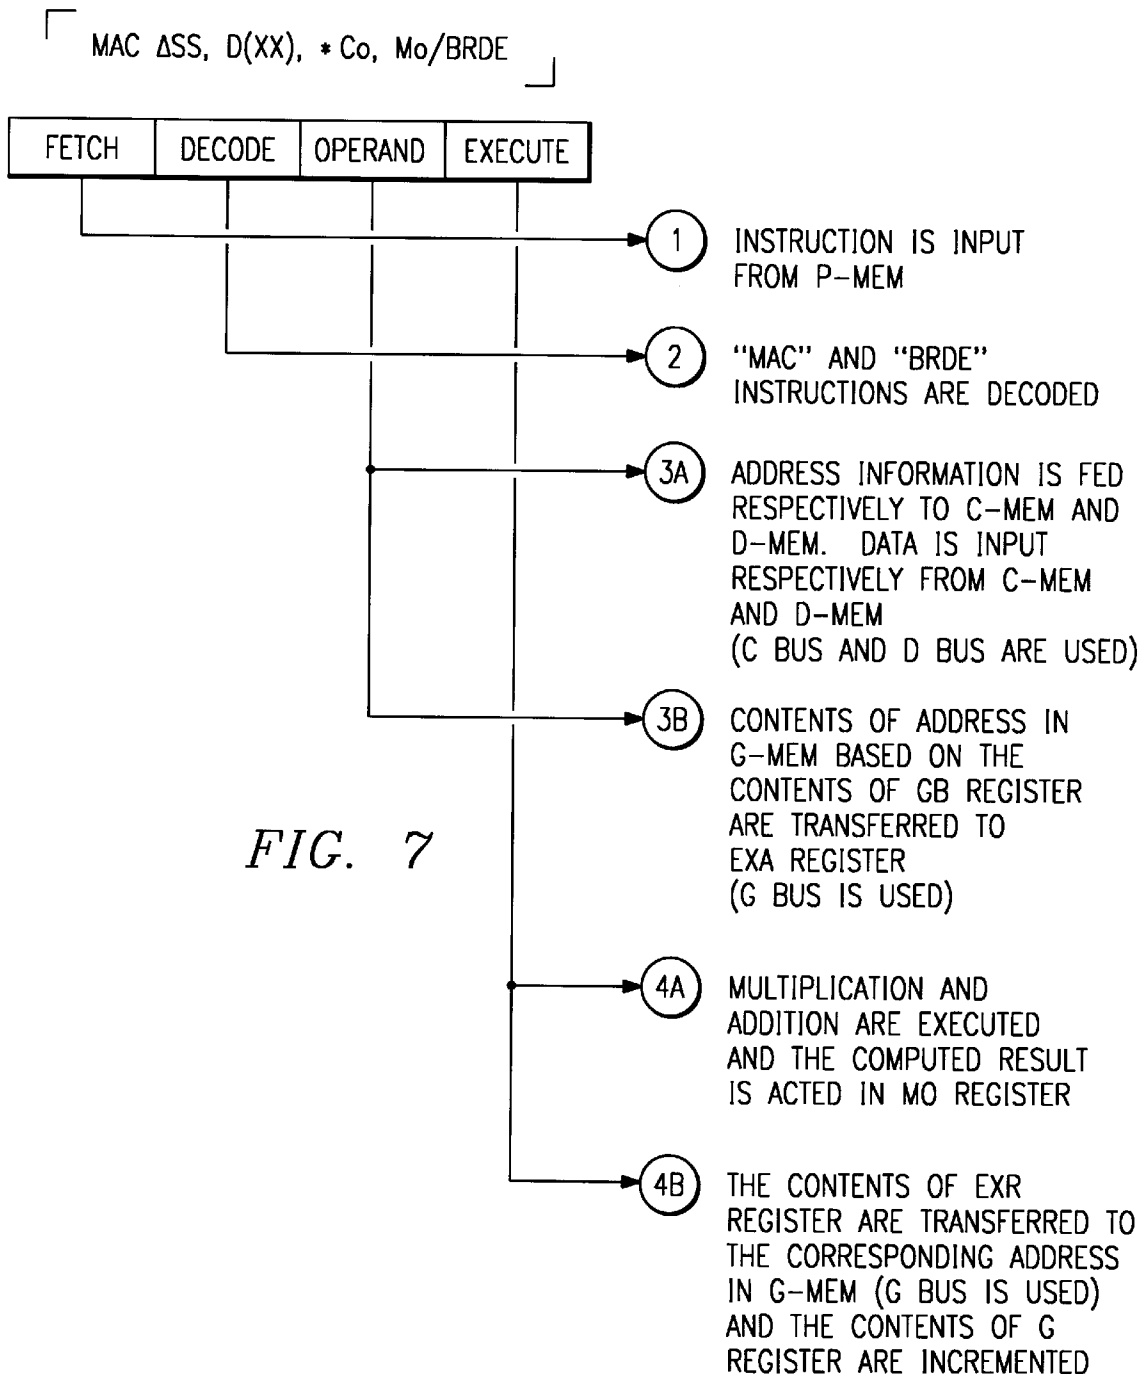 MAC ΔSS, D(XX), * Co, Mo/BRDE
FETCH DECODE OPERAND EXECUTE
1 INSTRUCTION IS INPUT
FROM P-MEM
2 "MAC" AND "BRDE"
INSTRUCTIONS ARE DECODED
3A ADDRESS INFORMATION IS FED
RESPECTIVELY TO C-MEM AND
D-MEM. DATA IS INPUT
RESPECTIVELY FROM C-MEM
AND D-MEM
(C BUS AND D BUS ARE USED)
3B CONTENTS OF ADDRESS IN
G-MEM BASED ON THE
CONTENTS OF GB REGISTER
ARE TRANSFERRED TO
EXA REGISTER
(G BUS IS USED)
FIG. 7
4A MULTIPLICATION AND
ADDITION ARE EXECUTED
AND THE COMPUTED RESULT
IS ACTED IN MO REGISTER
4B THE CONTENTS OF EXR
REGISTER ARE TRANSFERRED TO
THE CORRESPONDING ADDRESS
IN G-MEM (G BUS IS USED)
AND THE CONTENTS OF G
REGISTER ARE INCREMENTED